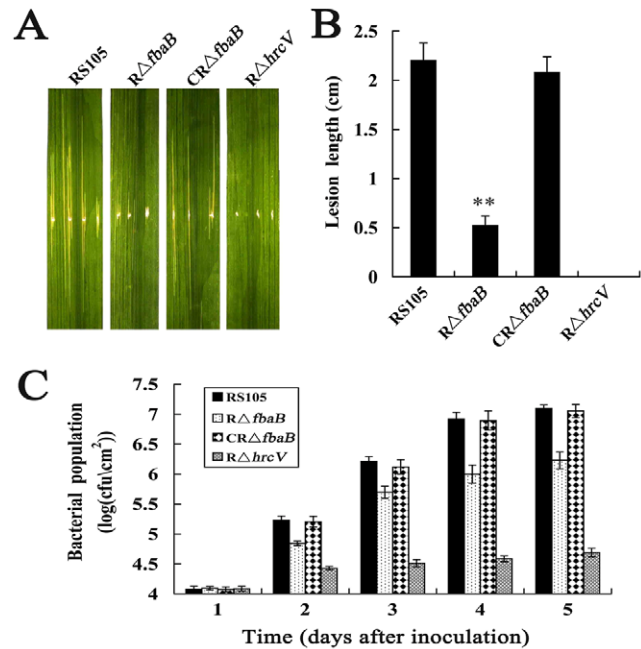 A
RS105
R△fbaB
CR△fbaB
R△hrcV
B
Lesion length (cm)
2.5
2
1.5
1
0.5
0
**
RS105
R△fbaB
CR△fbaB
R△hrcV
C
Bacterial population
(log(cfu\cm²))
7.5
7
6.5
6
5.5
5
4.5
4
RS105
R△fbaB
CR△fbaB
R△hrcV
1 2 3 4 5
Time (days after inoculation)